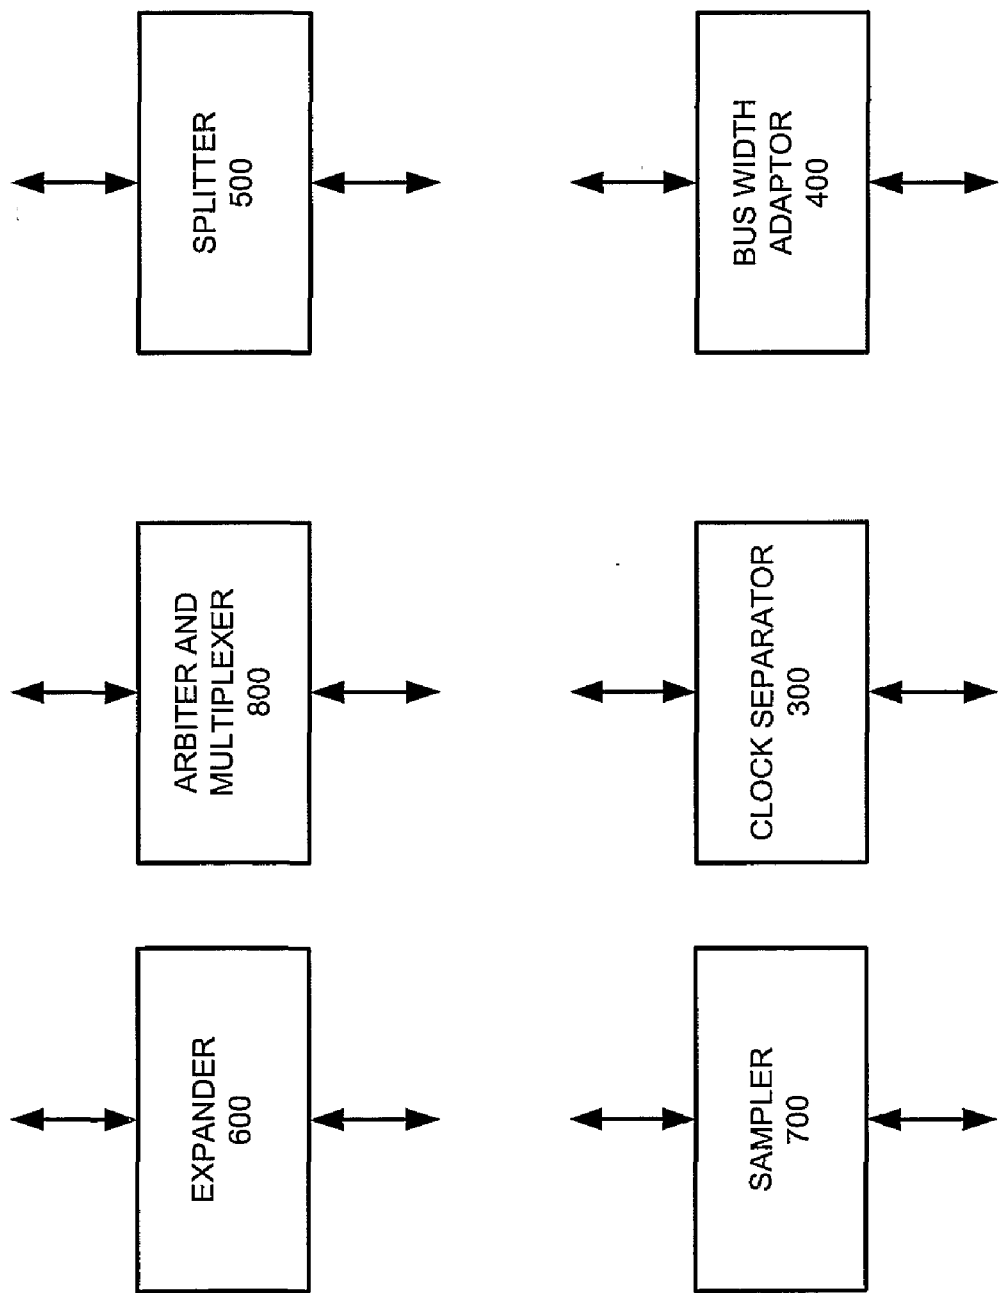 EXPANDER
600
ARBITER AND
MULTIPLEXER
800
SPLITTER
500
SAMPLER
700
CLOCK SEPARATOR
300
BUS WIDTH
ADAPTOR
400